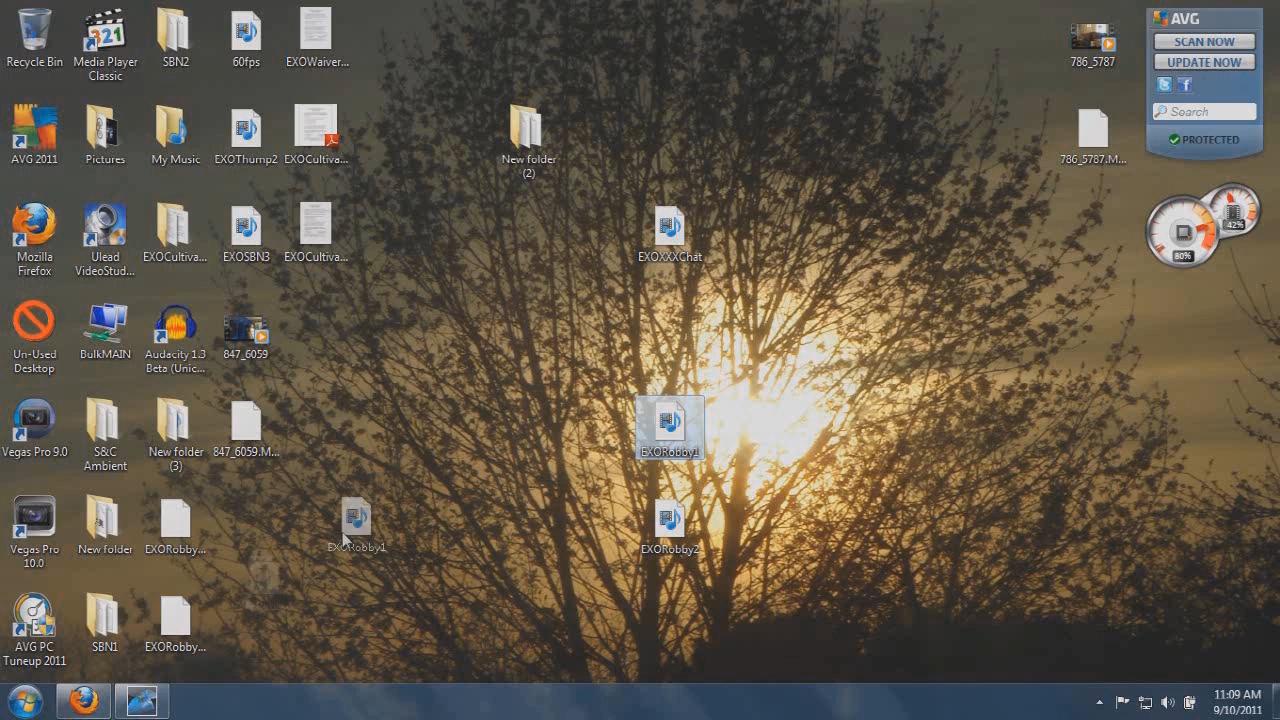 Recycle Bin
Media Player
Classic
SBN2
60fps
EXOWaiver...
786_5787
AVG
SCAN NOW
UPDATE NOW
Search
PROTECTED
AVG 2011
Pictures
My Music
EXOThump2
EXOCultiva...
New folder
(2)
786_5787.M...
42%
80%
Mozilla
Firefox
Ulead
VideoStud...
EXOCultiva...
EXOSBN3
EXOCultiva...
EXOXXXChat
Un-Used
Desktop
BulkMAIN
Audacity 1.3
Beta (Unic...
847_6059
Vegas Pro 9.0
S&C
Ambient
New folder
(3)
847_6059.M...
EXORobby1
Vegas Pro
10.0
New folder
EXORobby...
EXORobby1
EXORobby2
AVG PC
Tuneup 2011
SBN1
EXORobby...
11:09 AM
9/10/2011